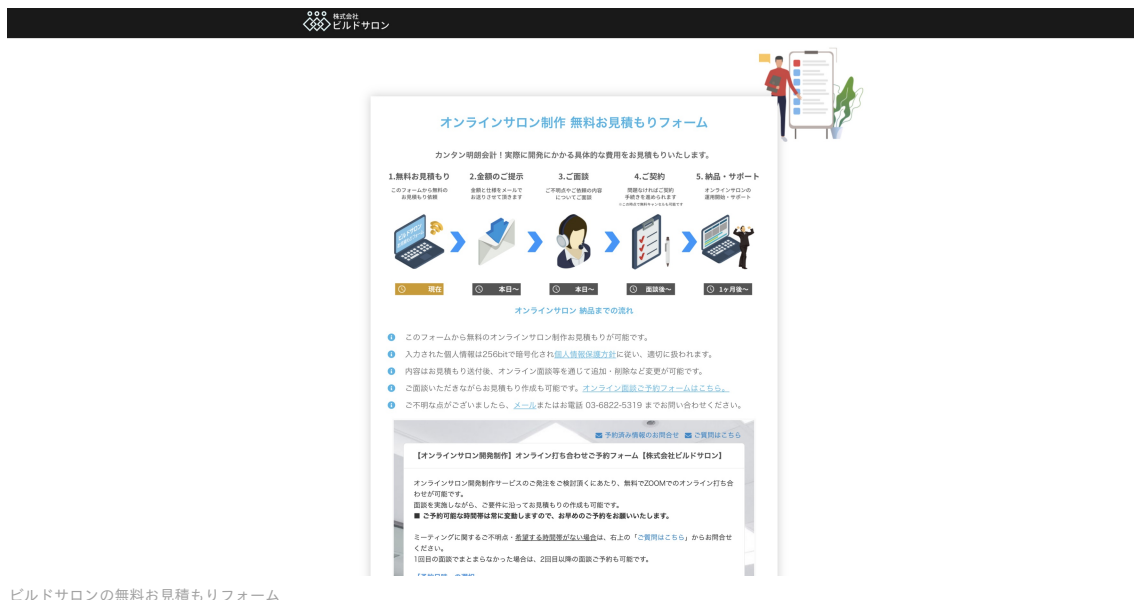 株式会社
ビルドサロン
オンラインサロン制作 無料お見積もりフォーム
カンタン明朗会計！実際に開発にかかる具体的な費用をお見積もりいたします。
1.無料お見積もり 2.金額のご提示 3.ご面談 4.ご契約 5. 納品・サポート
このフォームから無料の
お見積もり依頼
金額と仕様をメールで
お送りさせて頂きます
ご不明点やご依頼の内容
についてご面談
問題なければご契約
手続きを進められます
※この時点で無料キャンセルも可能です
オンラインサロンの
運用開始・サポート
現在 本日〜 本日〜 面談後〜 1ヶ月後〜
オンラインサロン 納品までの流れ
このフォームから無料のオンラインサロン制作お見積もりが可能です。
入力された個人情報は256bitで暗号化され個人情報保護方針に従い、適切に扱われます。
内容はお見積もり送付後、オンライン面談等を通じて追加・削除など変更が可能です。
ご面談いただきながらお見積もり作成も可能です。オンライン面談ご予約フォームはこちら。
ご不明な点がございましたら、メールまたはお電話 03-6822-5319 までお問い合わせください。
予約済み情報のお問合せ ご質問はこちら
【オンラインサロン開発制作】オンライン打ち合わせご予約フォーム【株式会社ビルドサロン】
オンラインサロン開発制作サービスのご発注をご検討頂くにあたり、無料でZOOMでのオンライン打ち合
わせが可能です。
面談を実施しながら、ご要件に沿ってお見積もりの作成も可能です。
■ ご予約可能な時間帯は常に変動しますので、お早めのご予約をお願いいたします。
ミーティングに関するご不明点・希望する時間帯がない場合は、右上の「ご質問はこちら」からお問合せ
ください。
1回目の面談でまとまらなかった場合は、2回目以降の面談ご予約も可能です。
ビルドサロンの無料お見積もりフォーム